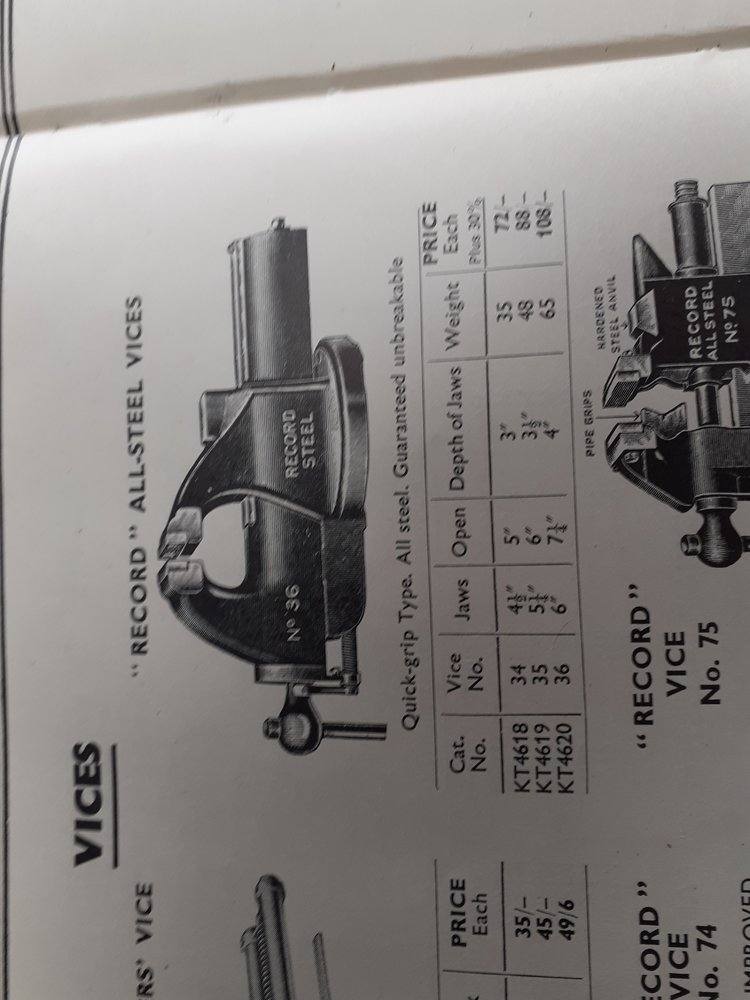 VICES
“RECORD” ALL-STEEL VICES
RECORD
STEEL
Nº 36
Quick-grip Type. All steel. Guaranteed unbreakable
Cat. No. Vice No. Jaws Open Depth of Jaws Weight PRICE Each Plus 30%
KT4618 34 4½″ 5″ 3″ 35 72/–
KT4619 35 5¼″ 6″ 3½″ 48 88/–
KT4620 36 6″ 7¼″ 4″ 65 108/–
RS' VICE
PRICE
Each
35/–
45/–
49/6
“RECORD”
VICE
No. 75
PIPE GRIPS
HARDENED
STEEL ANVIL
RECORD
ALL STEEL
Nº 75
CORD”
VICE
No. 74